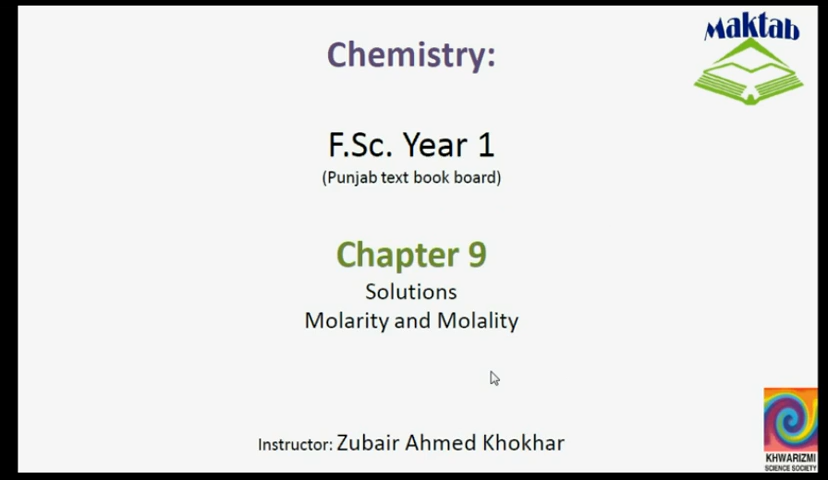 Maktab
Chemistry:
F.Sc. Year 1
(Punjab text book board)
Chapter 9
Solutions
Molarity and Molality
Instructor: Zubair Ahmed Khokhar
KHWARIZMI
SCIENCE SOCIETY